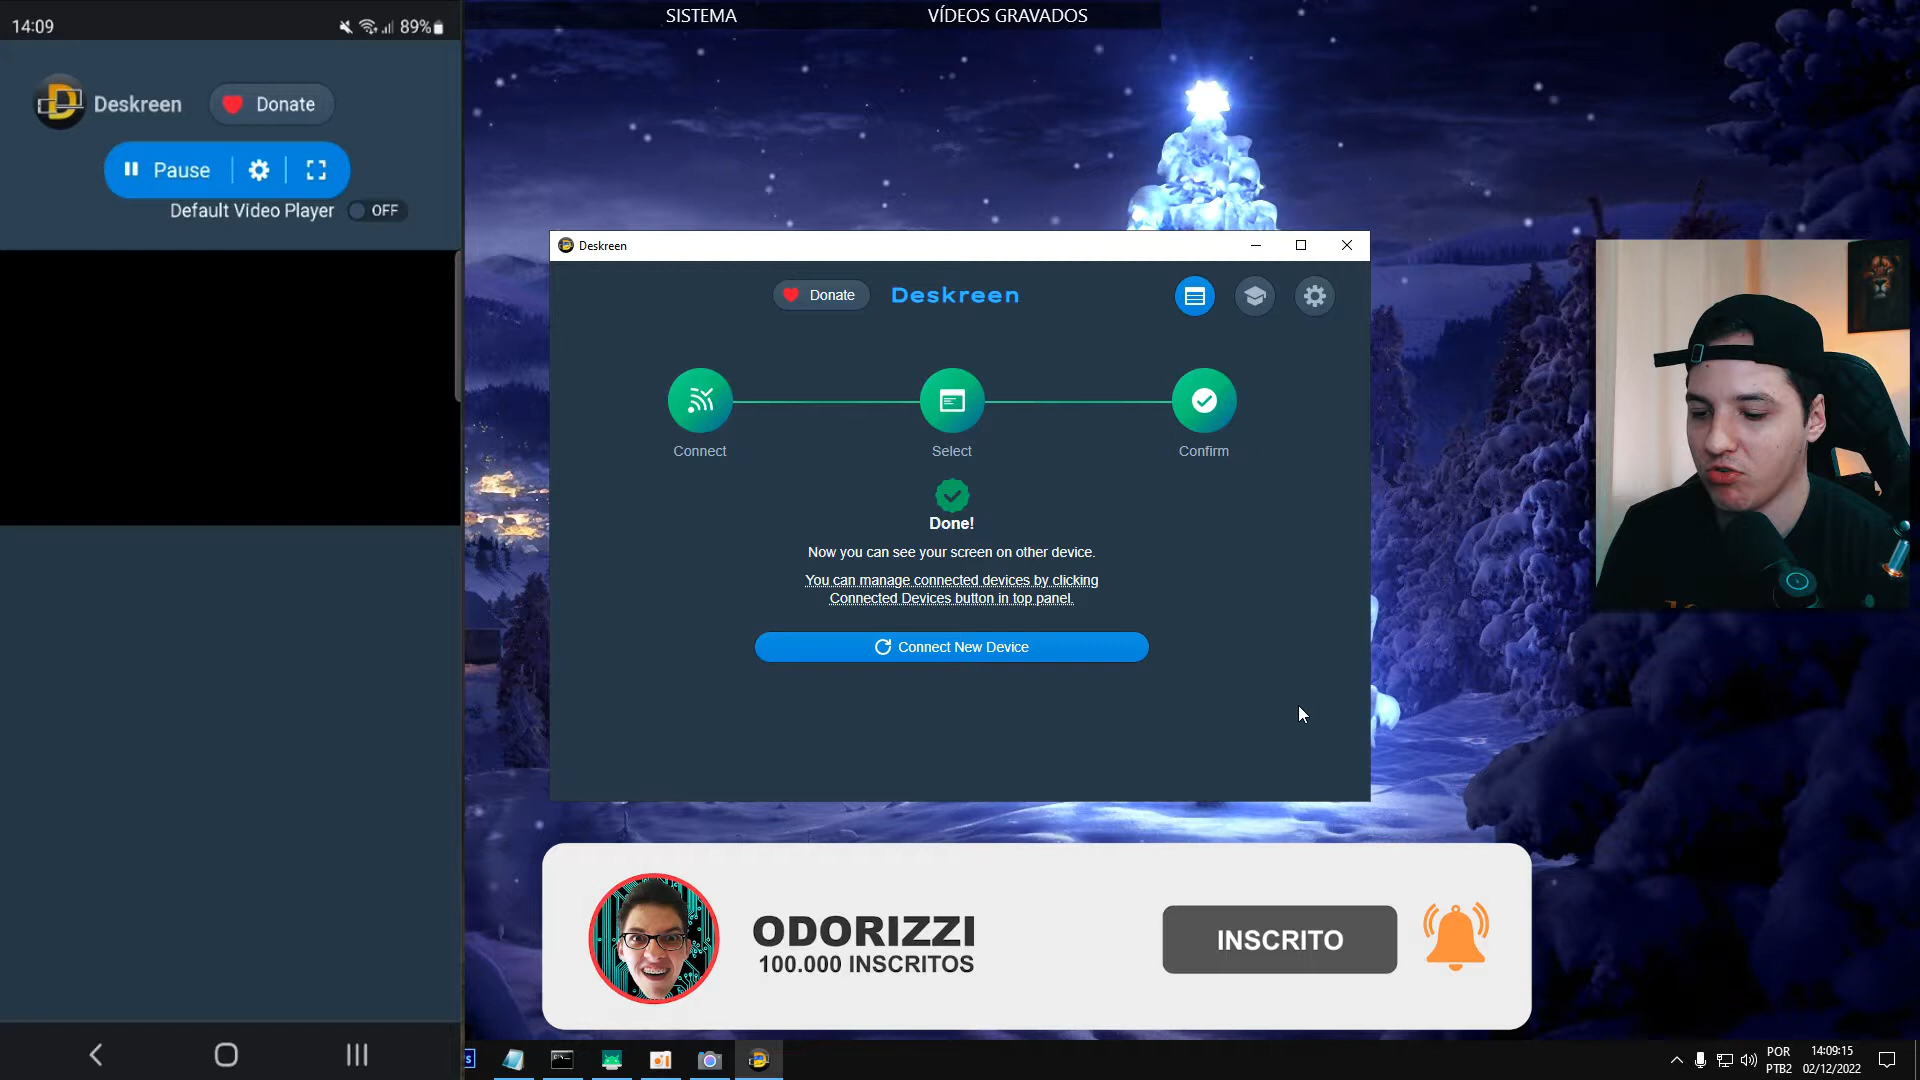 14:09
89%
Deskreen
Donate
Pause
Default Video Player
OFF
SISTEMA
VÍDEOS GRAVADOS
Deskreen
Donate
Deskreen
Connect
Select
Confirm
Done!
Now you can see your screen on other device.
You can manage connected devices by clicking
Connected Devices button in top panel.
Connect New Device
ODORIZZI
100.000 INSCRITOS
INSCRITO
POR
PTB2
14:09:15
02/12/2022